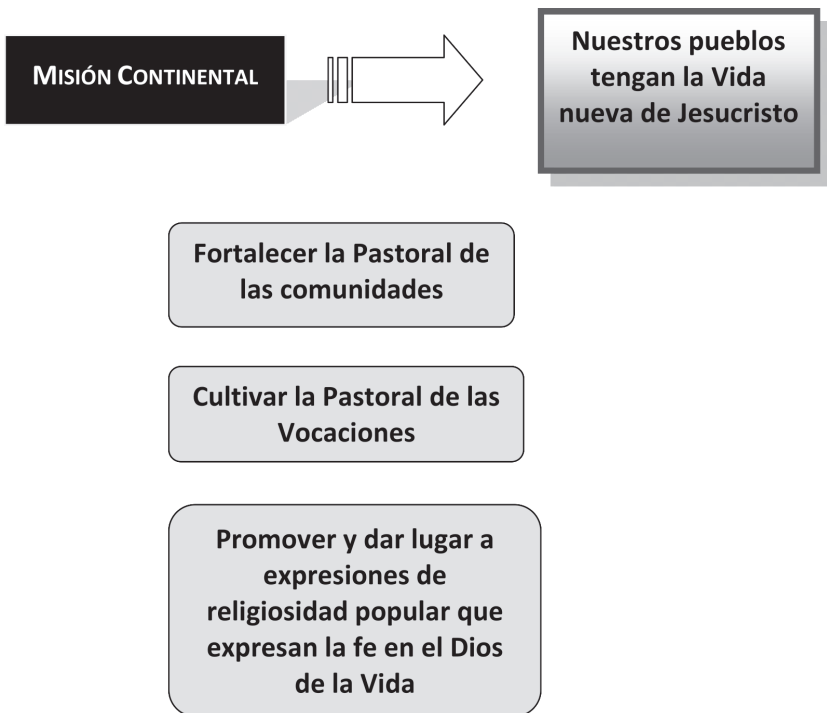 MISIÓN CONTINENTAL
Nuestros pueblos
tengan la Vida
nueva de Jesucristo
Fortalecer la Pastoral de
las comunidades
Cultivar la Pastoral de las
Vocaciones
Promover y dar lugar a
expresiones de
religiosidad popular que
expresan la fe en el Dios
de la Vida